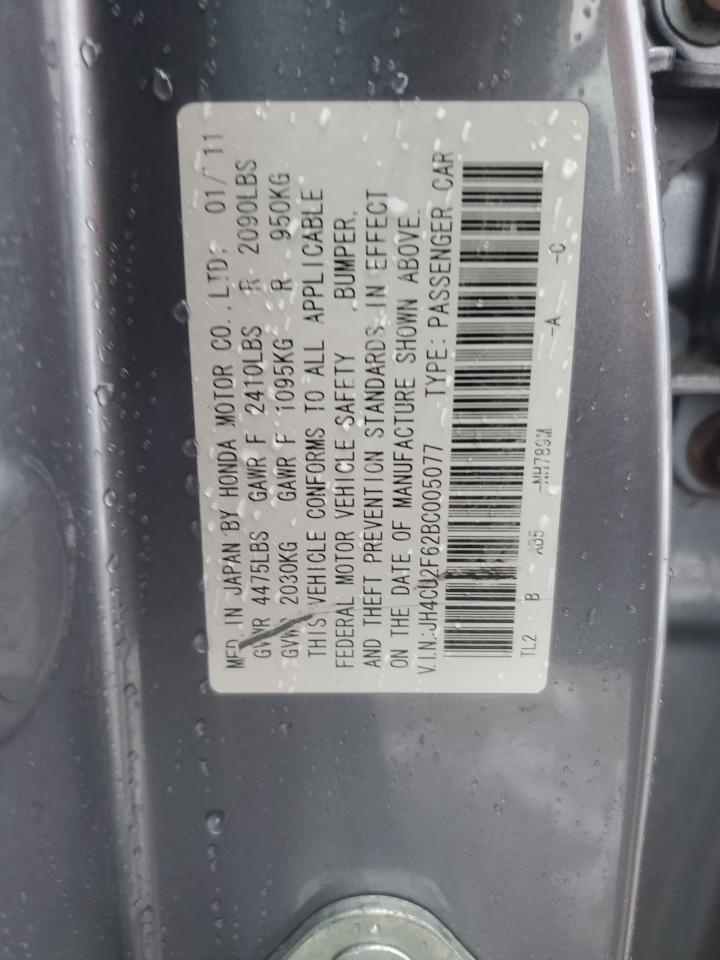 MFD IN JAPAN BY HONDA MOTOR CO.,LTD; 01/ 11
GVWR 4475LBS GAWR F 2410LBS R 2090LBS
GVWR 2030KG GAWR F 1095KG R 950KG
THIS VEHICLE CONFORMS TO ALL APPLICABLE
FEDERAL MOTOR VEHICLE SAFETY ,BUMPER,
AND THEFT PREVENTION STANDARDS IN EFFECT
ON THE DATE OF MANUFACTURE SHOWN ABOVE.
V.I.N.:JH4CU2F62BC005077 TYPE: PASSENGER CAR
TL2 B AB5 -NH789M -A -C